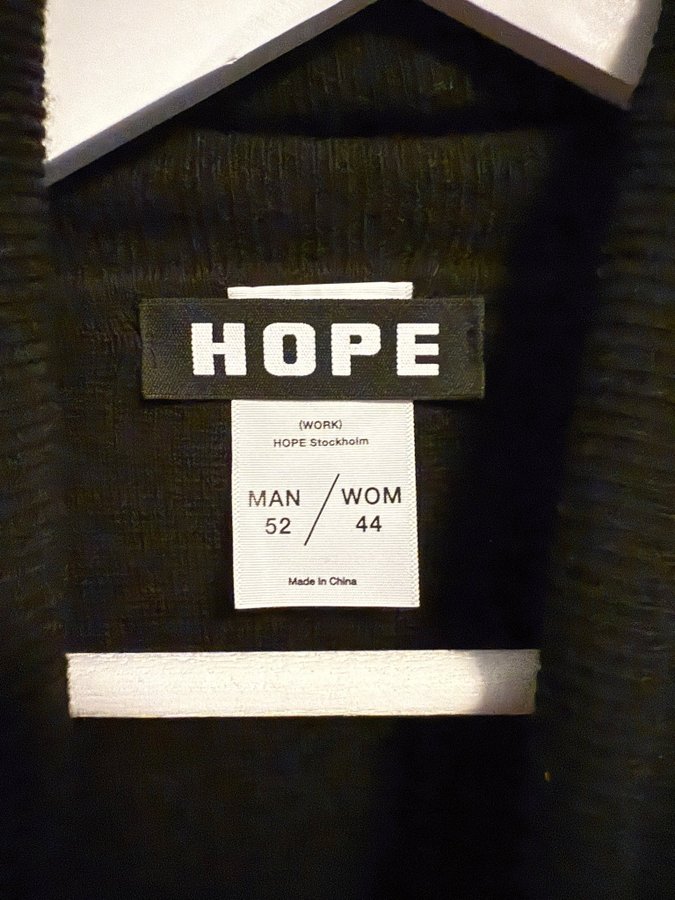 HOPE
(WORK)
HOPE Stockholm
MAN / WOM
52 44
Made in China